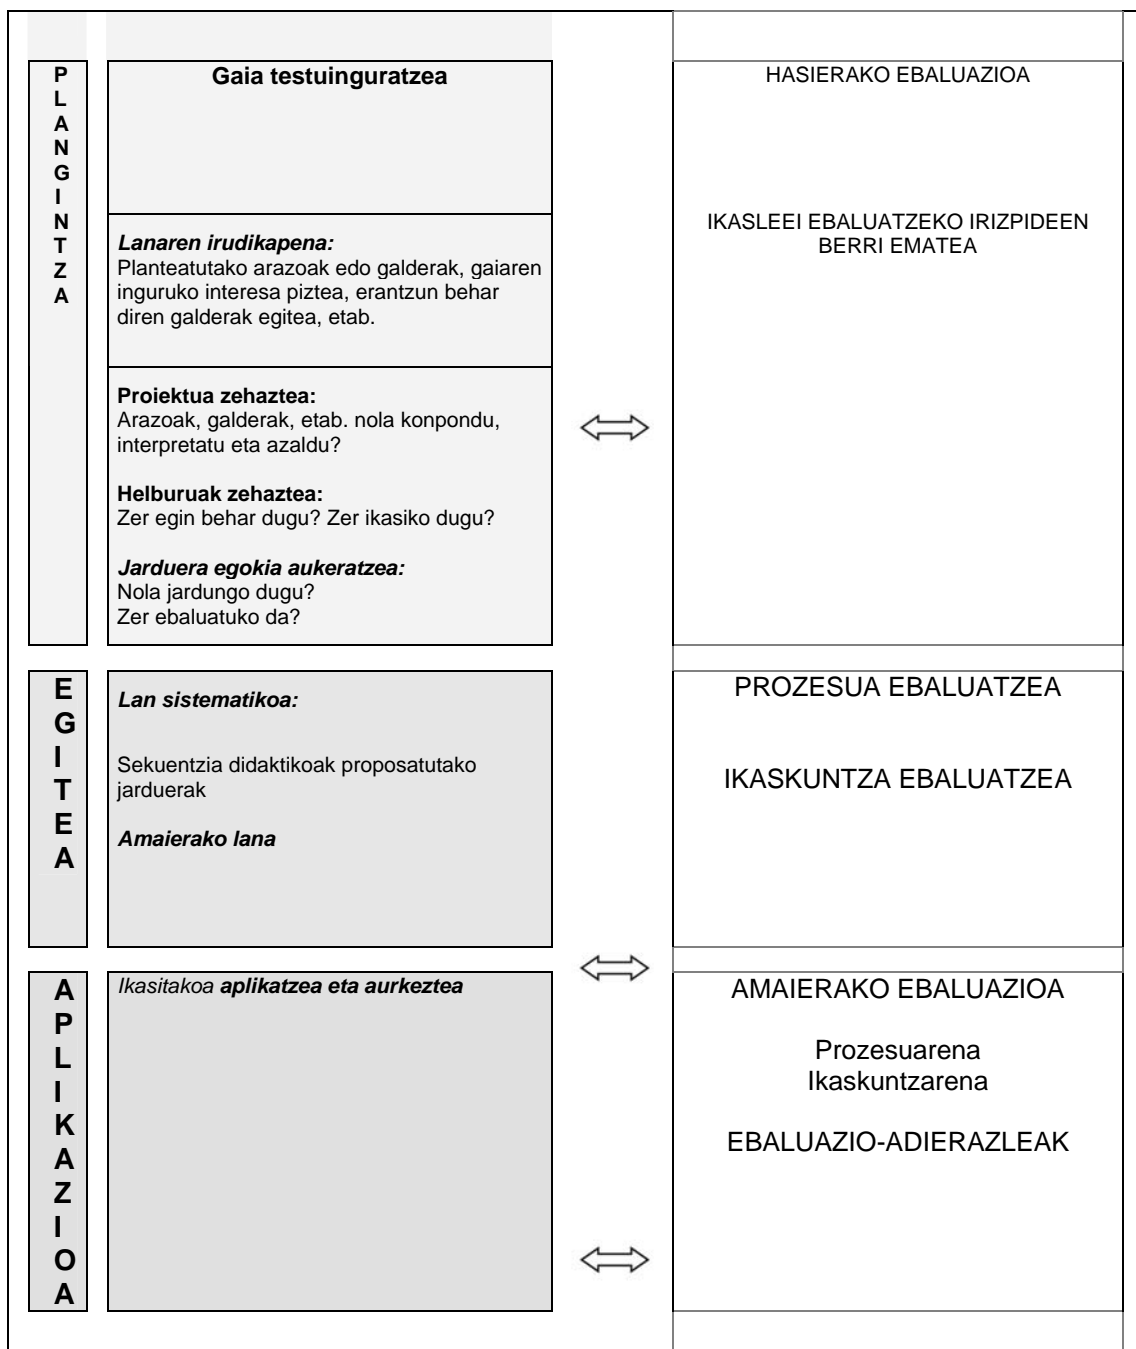 PLANGINTZA
Gaia testuinguratzea
Lanaren irudikapena:
Planteatutako arazoak edo galderak, gaiaren
inguruko interesa piztea, erantzun behar
diren galderak egitea, etab.
Proiektua zehaztea:
Arazoak, galderak, etab. nola konpondu,
interpretatu eta azaldu?
Helburuak zehaztea:
Zer egin behar dugu? Zer ikasiko dugu?
Jarduera egokia aukeratzea:
Nola jardungo dugu?
Zer ebaluatuko da?
HASIERAKO EBALUAZIOA
IKASLEEI EBALUATZEKO IRIZPIDEEN
BERRI EMATEA
EGITEA
Lan sistematikoa:
Sekuentzia didaktikoak proposatutako
jarduerak
Amaierako lana
PROZESUA EBALUATZEA
IKASKUNTZA EBALUATZEA
APLIKAZIOA
Ikasitakoa aplikatzea eta aurkeztea
AMAIERAKO EBALUAZIOA
Prozesuarena
Ikaskuntzarena
EBALUAZIO-ADIERAZLEAK